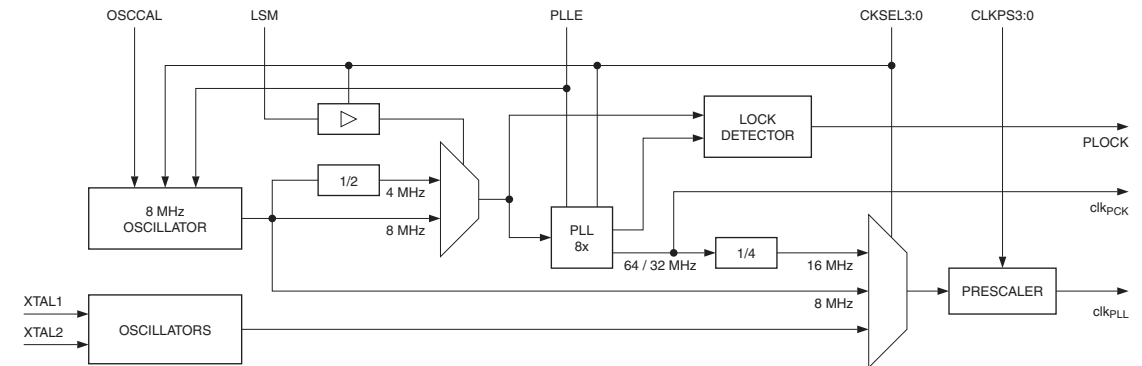 OSCCAL
LSM
PLLE
CKSEL3:0
CLKPS3:0
LOCK
DETECTOR
PLOCK
1/2
4 MHz
8 MHz
OSCILLATOR
8 MHz
clkPCK
PLL
8x
64 / 32 MHz
1/4
16 MHz
8 MHz
PRESCALER
clkPLL
XTAL1
XTAL2
OSCILLATORS